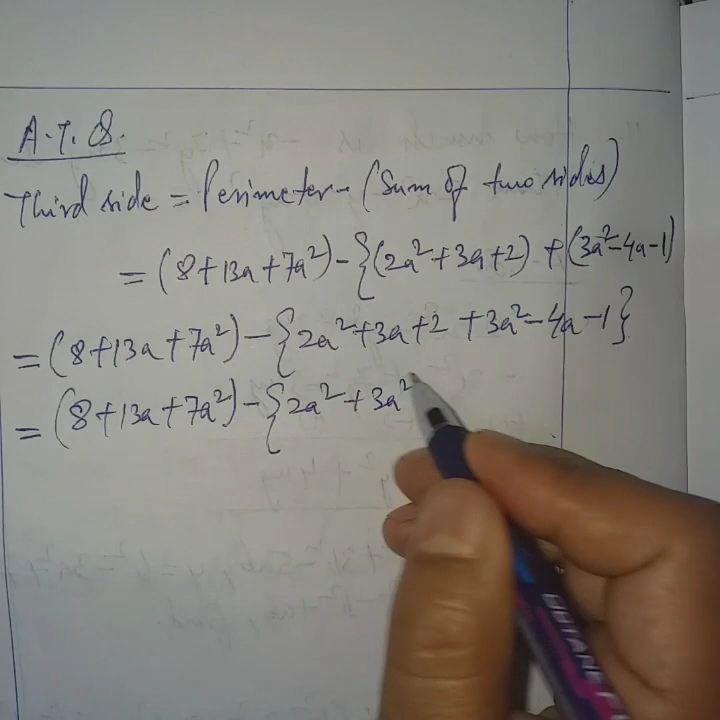 A.T.Q.
Third side = Perimeter - (Sum of two sides)
= (8+13a+7a²) - {(2a²+3a+2) + (3a²-4a-1)
= (8+13a+7a²) - {2a²+3a+2 +3a²-4a-1}
= (8+13a+7a²) - {2a²+3a²
OCTANE